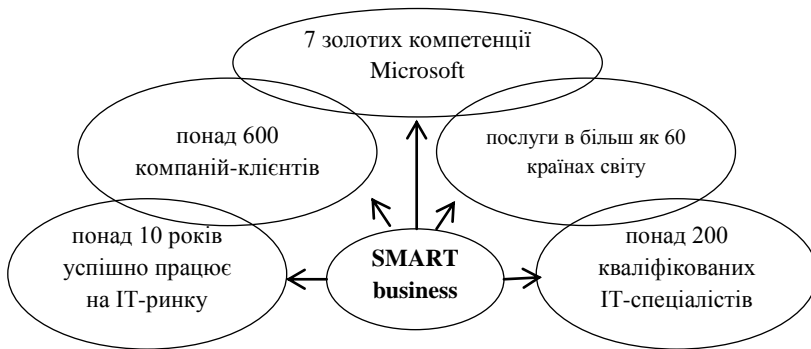 7 золотих компетенції
Microsoft
понад 600
компаній-клієнтів
послуги в більш як 60
країнах світу
понад 10 років
успішно працює
на ІТ-ринку
SMART
business
понад 200
кваліфікованих
ІТ-спеціалістів